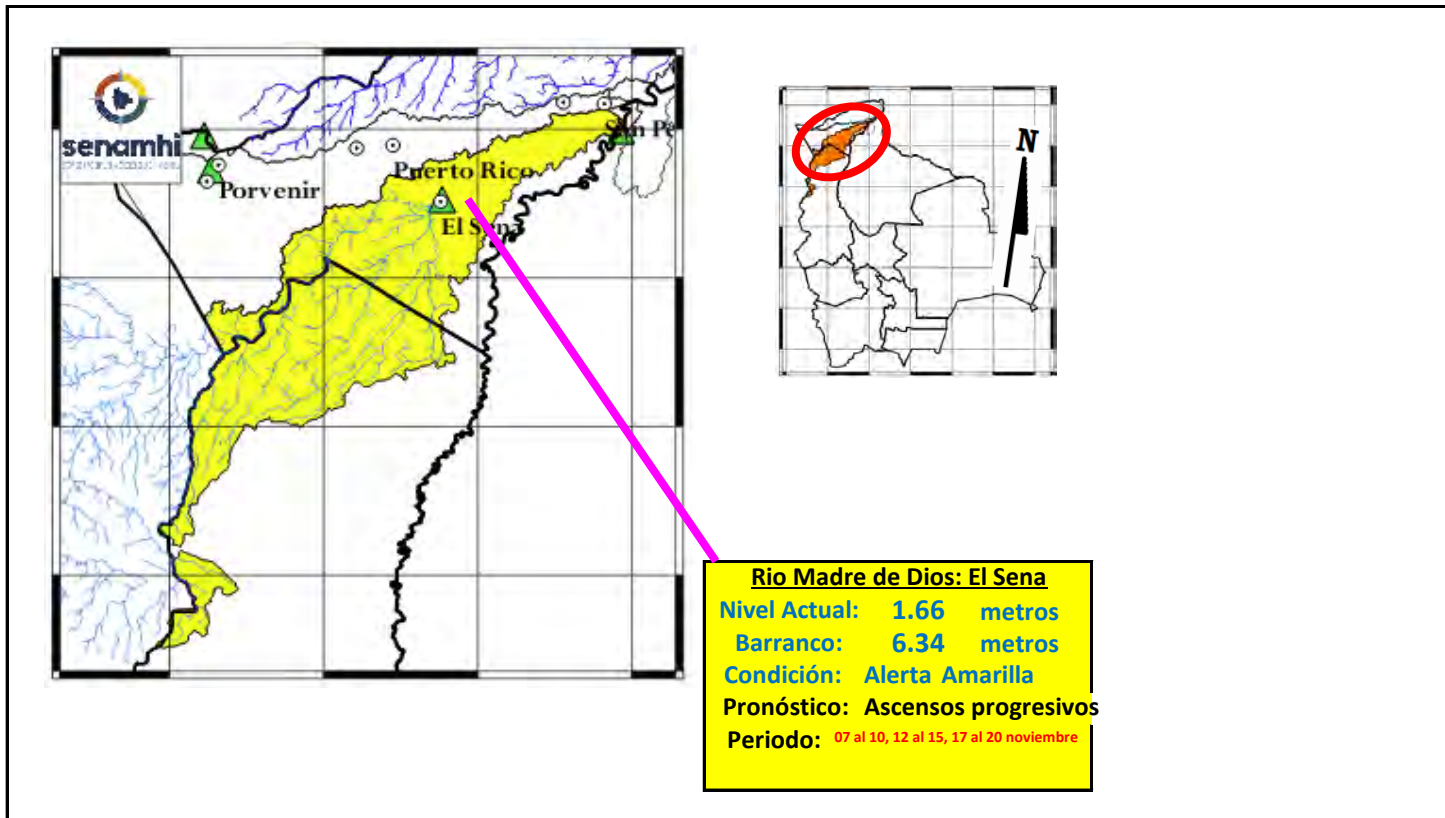 senamhi
Porvenir
Puerto Rico
El Sena
San Pe
N
Rio Madre de Dios: El Sena
Nivel Actual: 1.66 metros
Barranco: 6.34 metros
Condición: Alerta Amarilla
Pronóstico: Ascensos progresivos
Periodo: 07 al 10, 12 al 15, 17 al 20 noviembre